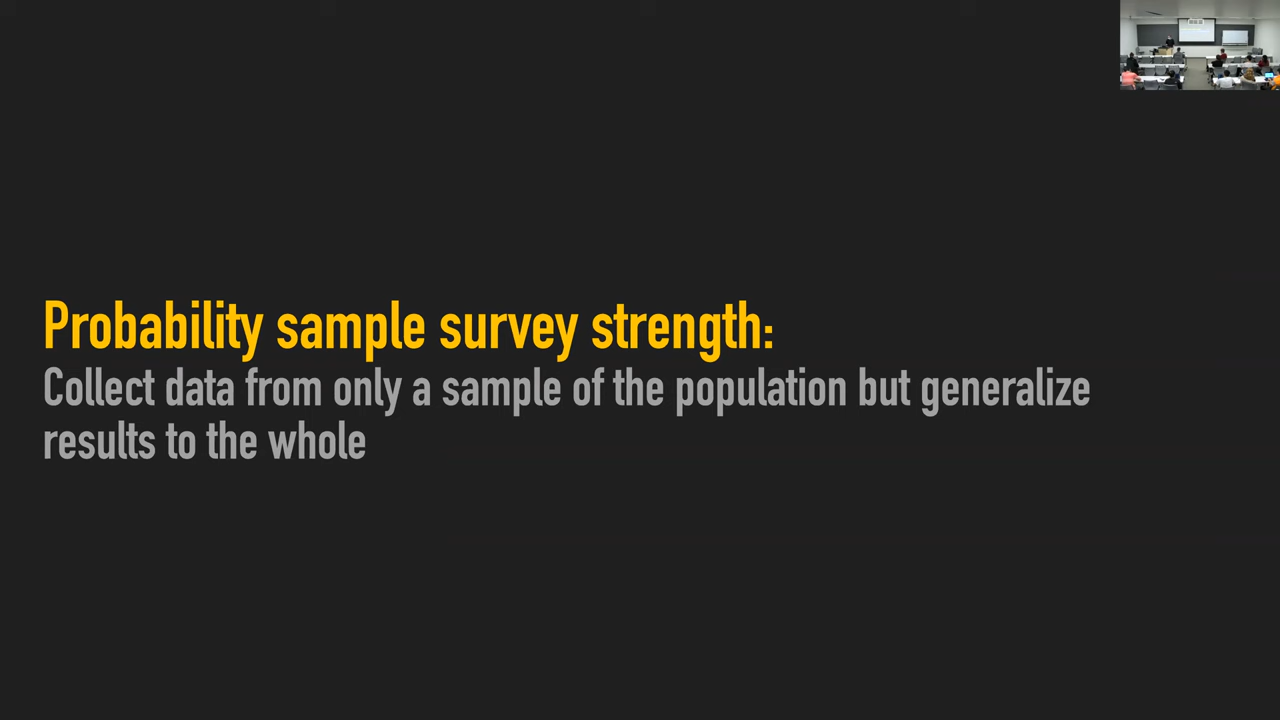 Probability sample survey strength:
Collect data from only a sample of the population but generalize
results to the whole